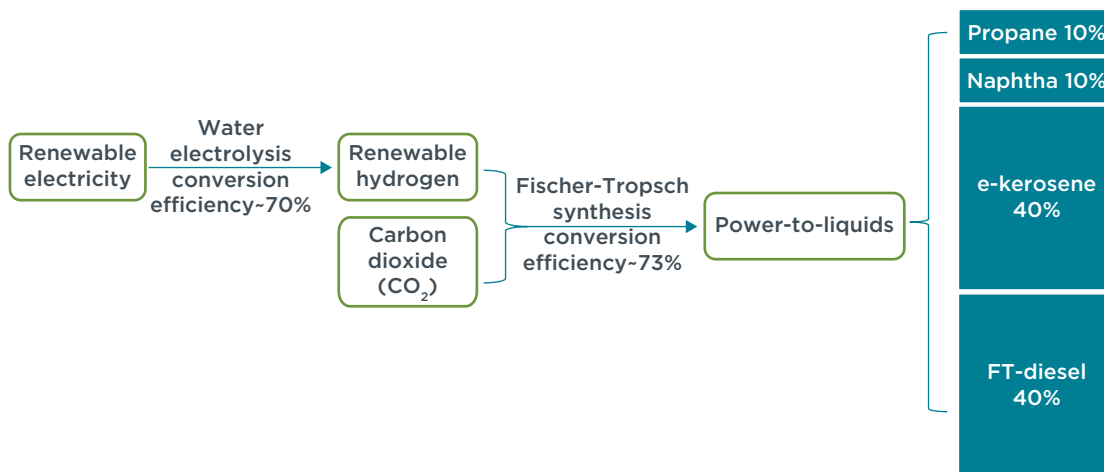 Renewable
electricity
Water
electrolysis
conversion
efficiency~70%
Renewable
hydrogen
Carbon
dioxide
(CO₂)
Fischer-Tropsch
synthesis
conversion
efficiency~73%
Power-to-liquids
Propane 10%
Naphtha 10%
e-kerosene
40%
FT-diesel
40%